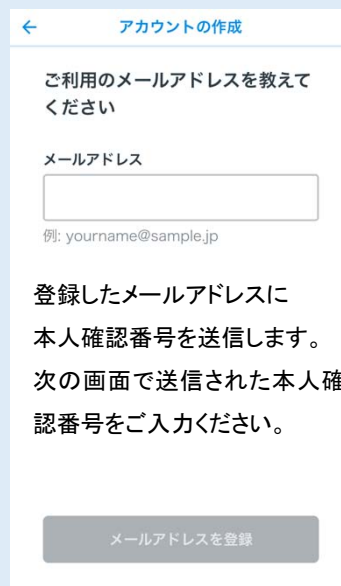 ← アカウントの作成
ご利用のメールアドレスを教えて
ください
メールアドレス
例: yourname@sample.jp
登録したメールアドレスに
本人確認番号を送信します。
次の画面で送信された本人確
認番号をご入力ください。
メールアドレスを登録